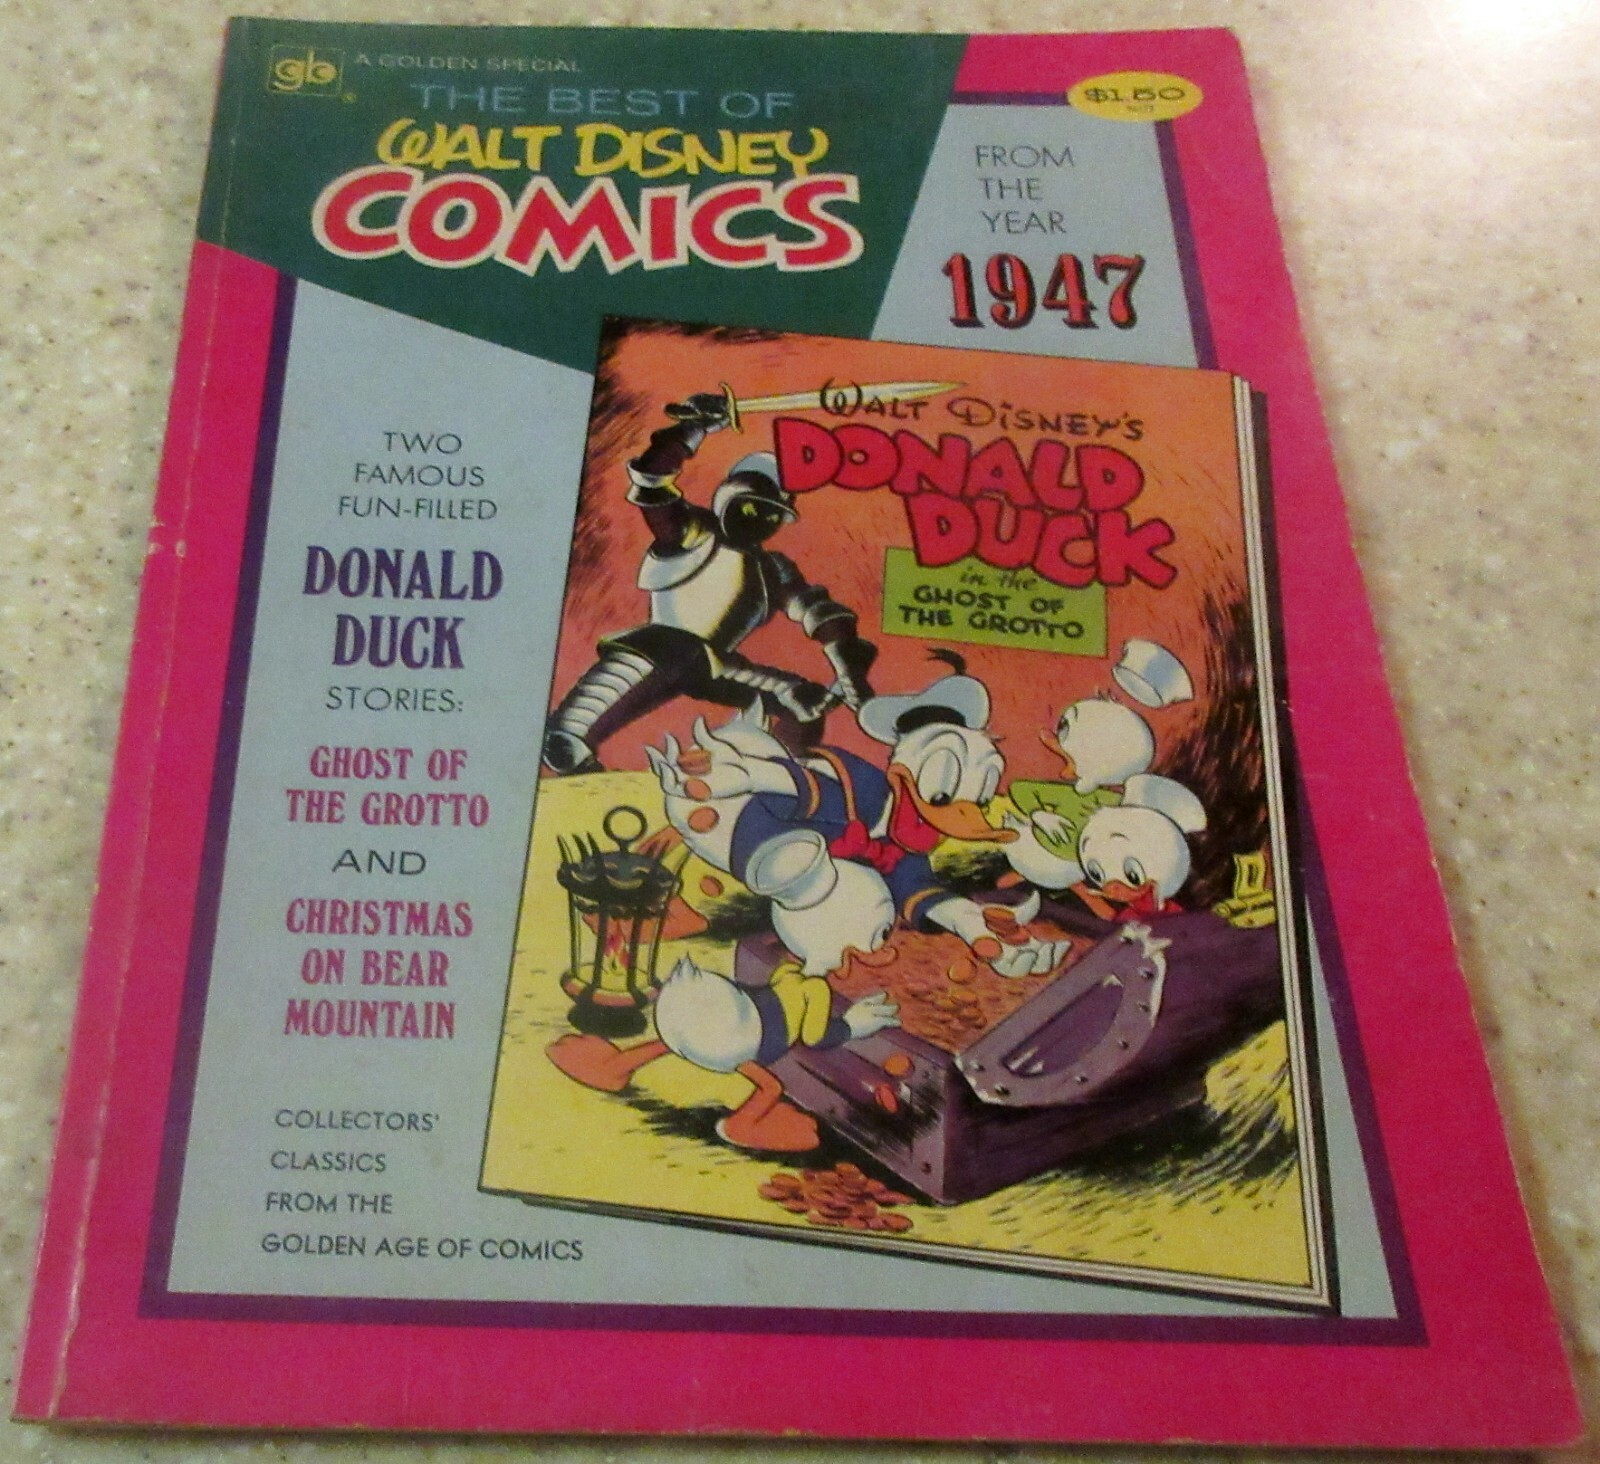 gb A GOLDEN SPECIAL
THE BEST OF
WALT DISNEY
COMICS
$1.50
FROM
THE
YEAR
1947
TWO
FAMOUS
FUN-FILLED
DONALD
DUCK
STORIES:
GHOST OF
THE GROTTO
AND
CHRISTMAS
ON BEAR
MOUNTAIN
COLLECTORS'
CLASSICS
FROM THE
GOLDEN AGE OF COMICS
WALT DISNEY'S
DONALD
DUCK
in the
GHOST OF
THE GROTTO